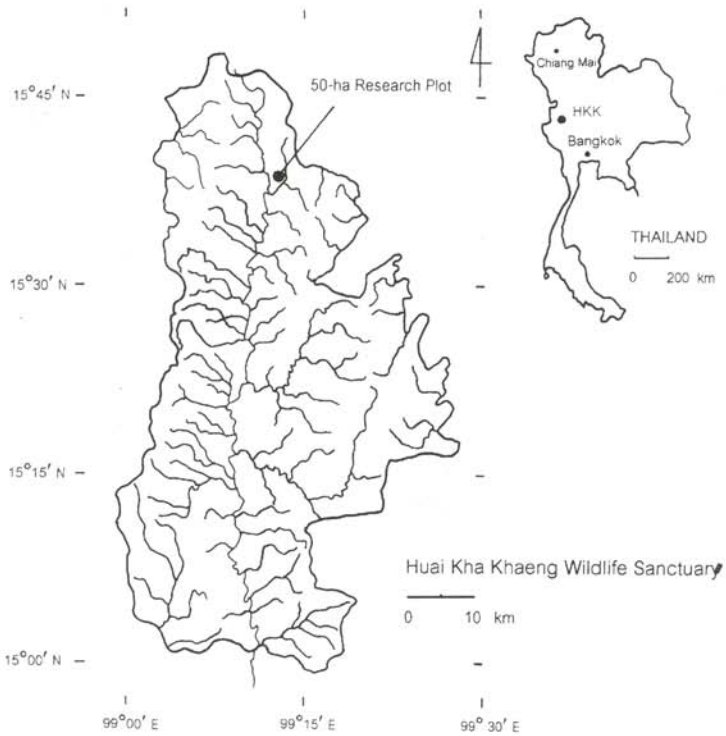 50-ha Research Plot
Chiang Mai
HKK
Bangkok
THAILAND
0 200 km
15°45' N
15°30' N
15°15' N
15°00' N
Huai Kha Khaeng Wildlife Sanctuary
0 10 km
99°00' E
99°15' E
99°30' E